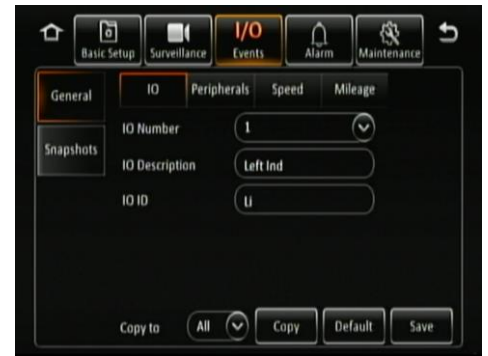 I/O
Basic Setup Surveillance Events Alarm Maintenance
General IO Peripherals Speed Mileage
IO Number 1
Snapshots
IO Description Left Ind
IO ID Li
Copy to All Copy Default Save